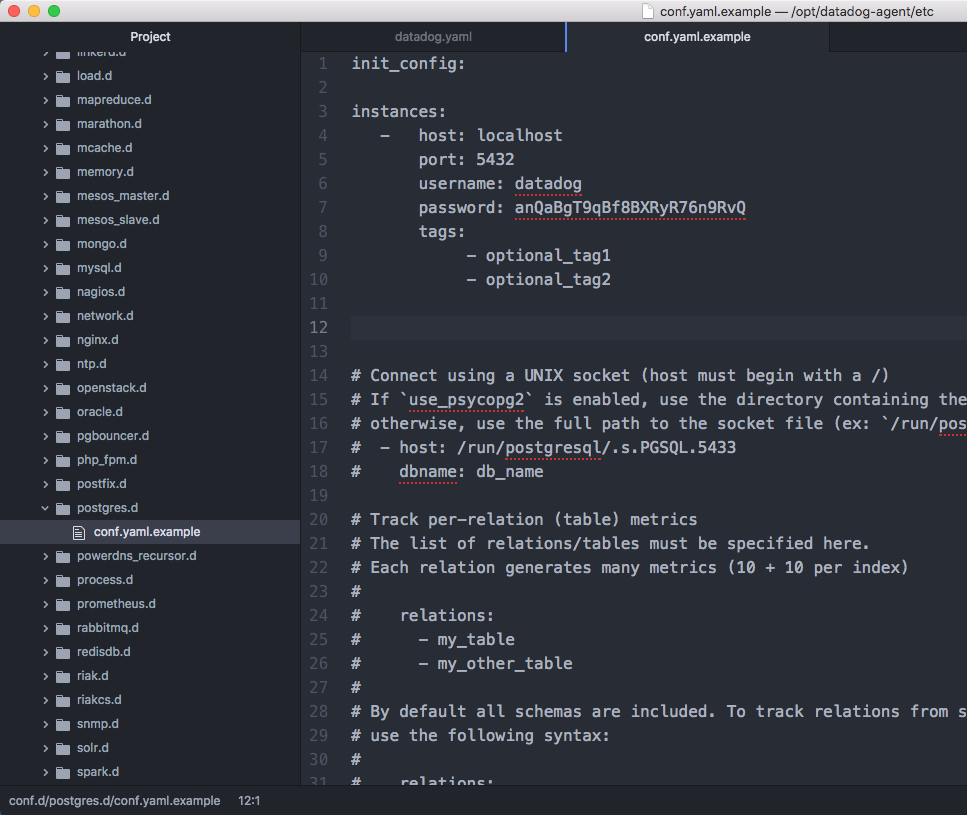 conf.yaml.example — /opt/datadog-agent/etc
Project
linkerd.d
load.d
mapreduce.d
marathon.d
mcache.d
memory.d
mesos_master.d
mesos_slave.d
mongo.d
mysql.d
nagios.d
network.d
nginx.d
ntp.d
openstack.d
oracle.d
pgbouncer.d
php_fpm.d
postfix.d
postgres.d
conf.yaml.example
powerdns_recursor.d
process.d
prometheus.d
rabbitmq.d
redisdb.d
riak.d
riakcs.d
snmp.d
solr.d
spark.d
datadog.yaml
conf.yaml.example
1 init_config:
2
3 instances:
4    -   host: localhost
5        port: 5432
6        username: datadog
7        password: anQaBgT9qBf8BXRyR76n9RvQ
8        tags:
9             - optional_tag1
10            - optional_tag2
11
12
13
14 # Connect using a UNIX socket (host must begin with a /)
15 # If `use_psycopg2` is enabled, use the directory containing the
16 # otherwise, use the full path to the socket file (ex: `/run/pos
17 #  - host: /run/postgresql/.s.PGSQL.5433
18 #    dbname: db_name
19
20 # Track per-relation (table) metrics
21 # The list of relations/tables must be specified here.
22 # Each relation generates many metrics (10 + 10 per index)
23 #
24 #    relations:
25 #      - my_table
26 #      - my_other_table
27 #
28 # By default all schemas are included. To track relations from s
29 # use the following syntax:
30 #
31 #    relations:
conf.d/postgres.d/conf.yaml.example 12:1